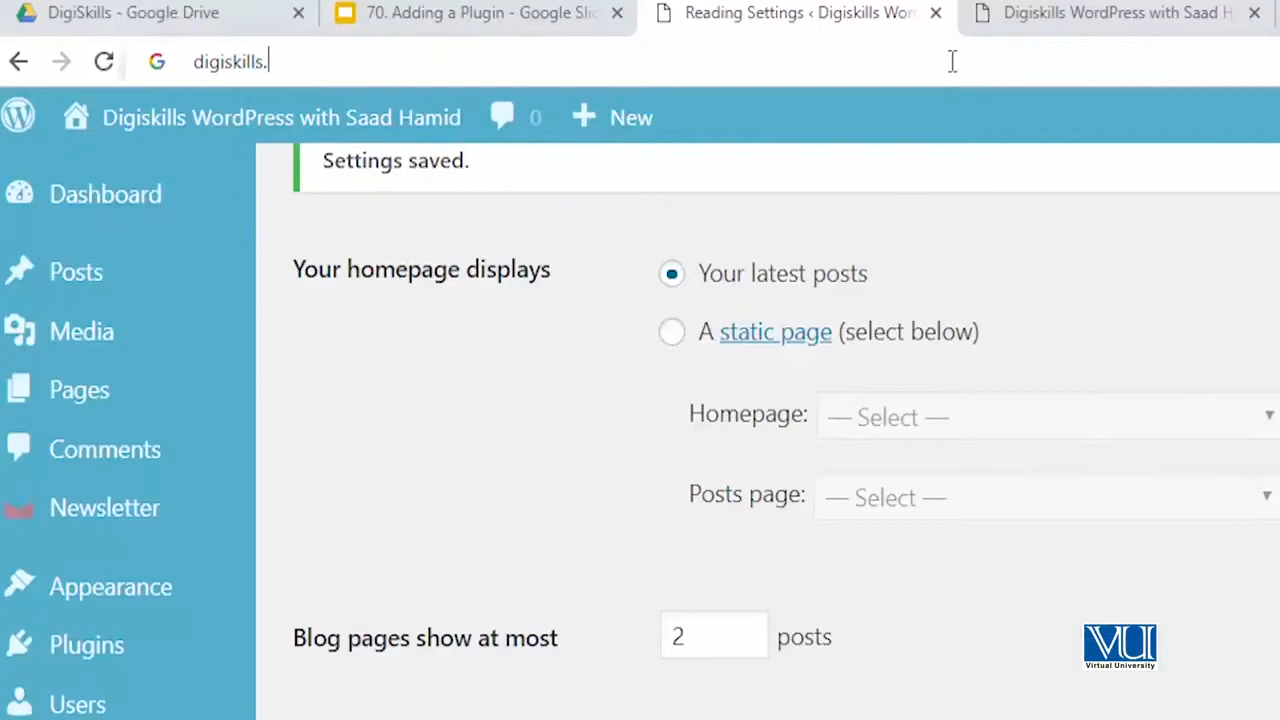 DigiSkills - Google Drive
70. Adding a Plugin - Google Slic
Reading Settings ‹ Digiskills Wor
Digiskills WordPress with Saad H
digiskills.
Digiskills WordPress with Saad Hamid
0
New
Settings saved.
Dashboard
Posts
Media
Pages
Comments
Newsletter
Appearance
Plugins
Users
Your homepage displays
Your latest posts
A static page (select below)
Homepage: — Select —
Posts page: — Select —
Blog pages show at most 2 posts
VU
Virtual University